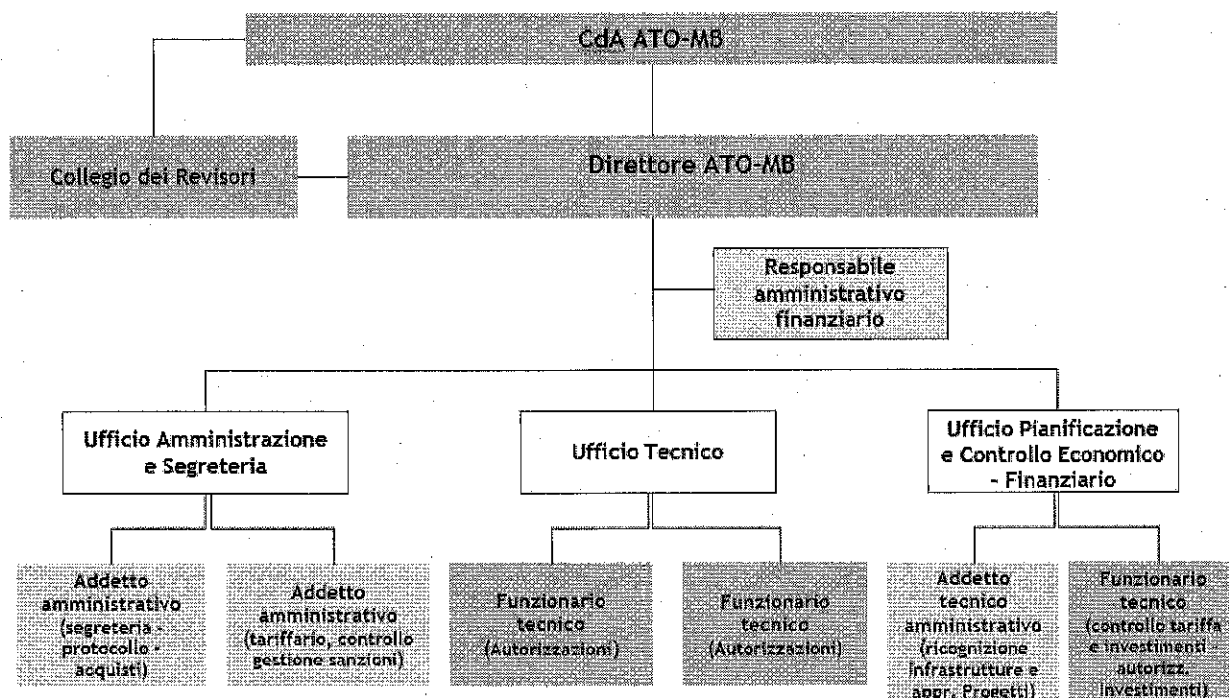 CdA ATO-MB
Collegio dei Revisori
Direttore ATO-MB
Responsabile
amministrativo
finanziario
Ufficio Amministrazione
e Segreteria
Ufficio Tecnico
Ufficio Pianificazione
e Controllo Economico
- Finanziario
Addetto
amministrativo
(segreteria -
protocollo -
acquisti)
Addetto
amministrativo
(tariffario, controllo
gestione sanzioni)
Funzionario
tecnico
(Autorizzazioni)
Funzionario
tecnico
(Autorizzazioni)
Addetto
tecnico
amministrativo
(ricognizione
infrastrutture e
appr. Progetti)
Funzionario
tecnico
(controllo tariffa
e investimenti -
autorizz.
investimenti)